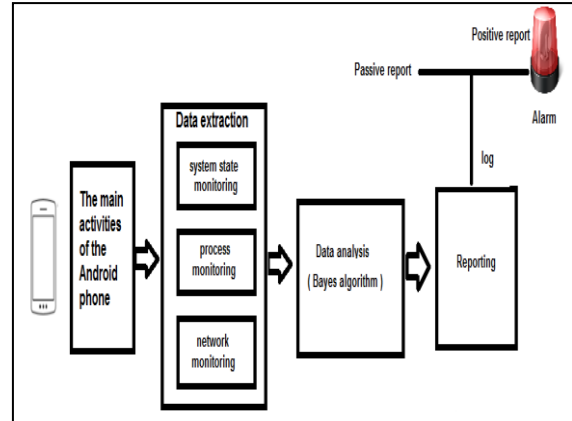 Positive report
Passive report
Alarm
log
Data extraction
system state
monitoring
process
monitoring
network
monitoring
The main
activities
of the
Android
phone
Data analysis
( Bayes algorithm )
Reporting